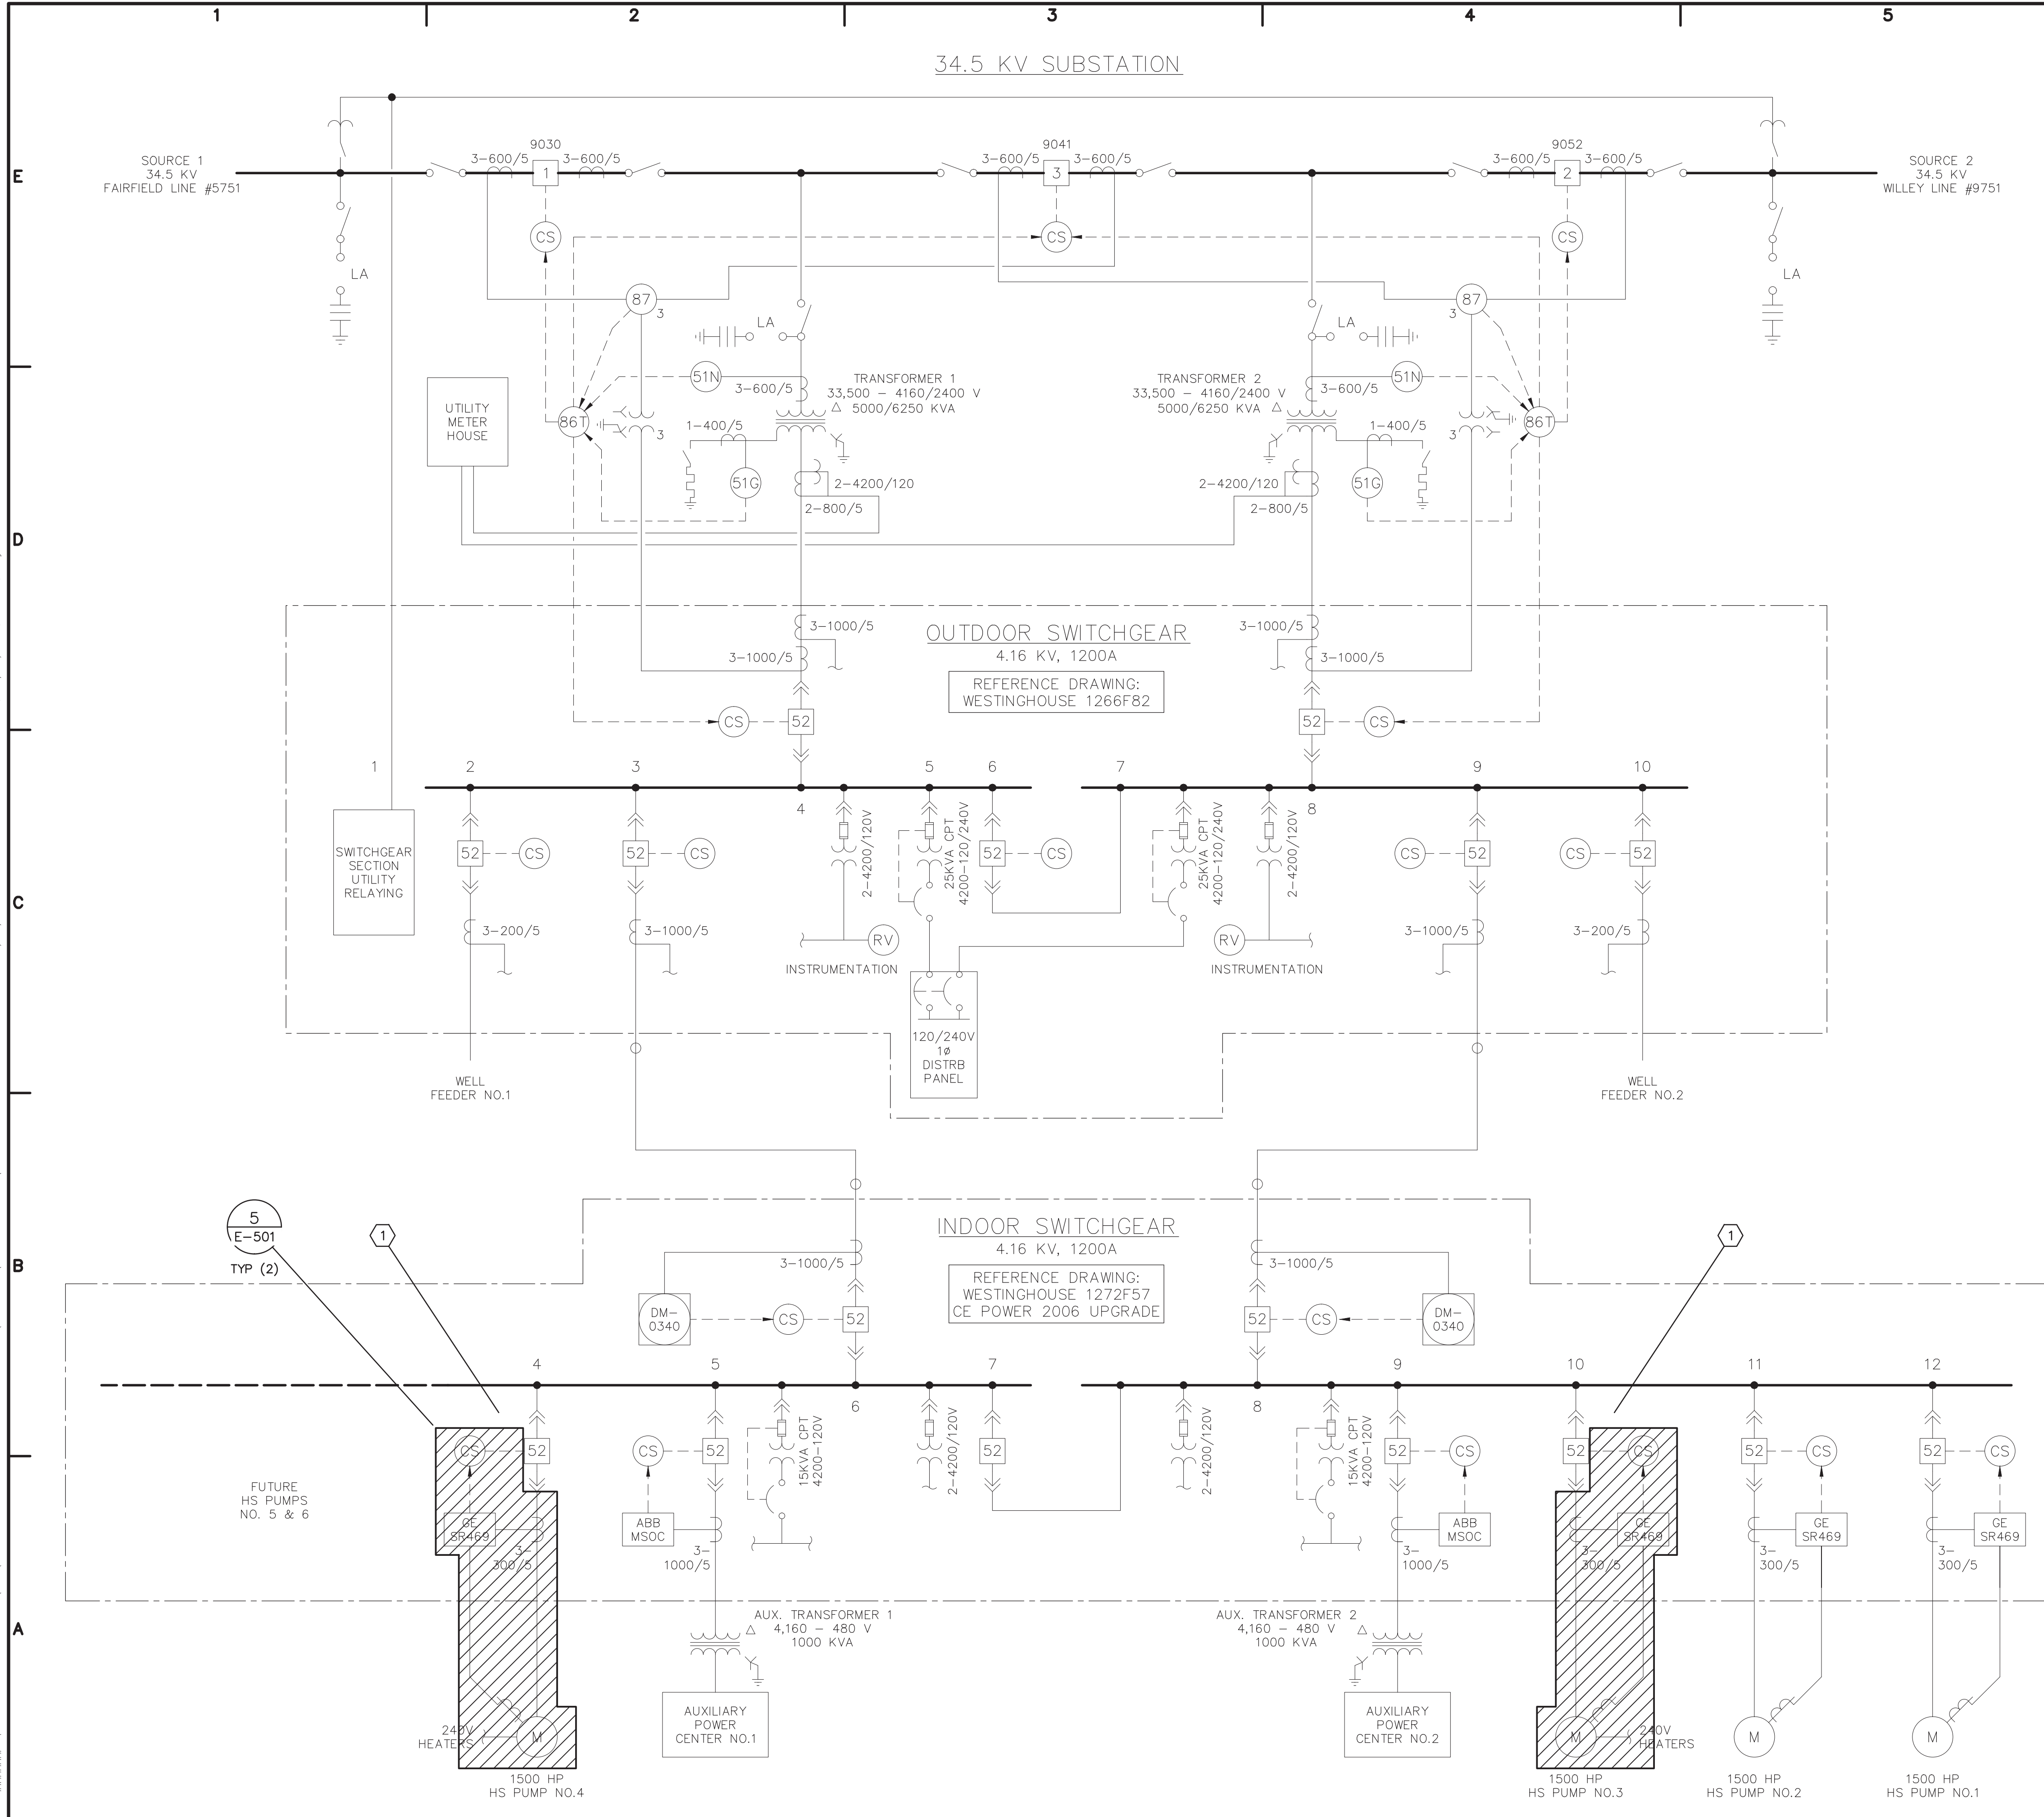 1 2 3 4 5
34.5 KV SUBSTATION
E
SOURCE 1
34.5 KV
FAIRFIELD LINE #5751
3-600/5
9030
1
3-600/5
3-600/5
9041
3
3-600/5
3-600/5
9052
2
3-600/5
SOURCE 2
34.5 KV
WILLEY LINE #9751
CS
CS
CS
LA
LA
87
3
LA
LA
87
3
51N
3-600/5
TRANSFORMER 1
33,500 - 4160/2400 V
△ 5000/6250 KVA
TRANSFORMER 2
33,500 - 4160/2400 V
5000/6250 KVA △
3-600/5
51N
UTILITY
METER
HOUSE
86T
3
1-400/5
1-400/5
3
86T
51G
2-4200/120
2-800/5
2-4200/120
2-800/5
51G
D
3-1000/5
3-1000/5
OUTDOOR SWITCHGEAR
4.16 KV, 1200A
REFERENCE DRAWING:
WESTINGHOUSE 1266F82
3-1000/5
3-1000/5
CS
52
52
CS
1
2
3
4
5
6
7
8
9
10
SWITCHGEAR
SECTION
UTILITY
RELAYING
52
CS
52
CS
2-4200/120V
25KVA CPT
4200-120/240V
52
CS
25KVA CPT
4200-120/240V
2-4200/120V
CS
52
CS
52
C
3-200/5
3-1000/5
RV
INSTRUMENTATION
RV
INSTRUMENTATION
3-1000/5
3-200/5
120/240V
1ø
DISTRB
PANEL
WELL
FEEDER NO.1
WELL
FEEDER NO.2
5
E-501
TYP (2)
1
INDOOR SWITCHGEAR
4.16 KV, 1200A
REFERENCE DRAWING:
WESTINGHOUSE 1272F57
CE POWER 2006 UPGRADE
1
B
3-1000/5
3-1000/5
DM-
0340
CS
52
52
CS
DM-
0340
4
5
6
7
8
9
10
11
12
CS
52
CS
52
15KVA CPT
4200-120V
2-4200/120V
52
2-4200/120V
15KVA CPT
4200-120V
52
CS
52
CS
52
CS
52
CS
FUTURE
HS PUMPS
NO. 5 & 6
GE
SR469
3-
300/5
ABB
MSOC
3-
1000/5
ABB
MSOC
3-
1000/5
GE
SR469
3-
300/5
GE
SR469
3-
300/5
GE
SR469
3-
300/5
A
AUX. TRANSFORMER 1
△ 4,160 - 480 V
1000 KVA
AUX. TRANSFORMER 2
4,160 - 480 V △
1000 KVA
AUXILIARY
POWER
CENTER NO.1
AUXILIARY
POWER
CENTER NO.2
240V
HEATERS
M
1500 HP
HS PUMP NO.4
M
240V
HEATERS
1500 HP
HS PUMP NO.3
M
1500 HP
HS PUMP NO.2
M
1500 HP
HS PUMP NO.1